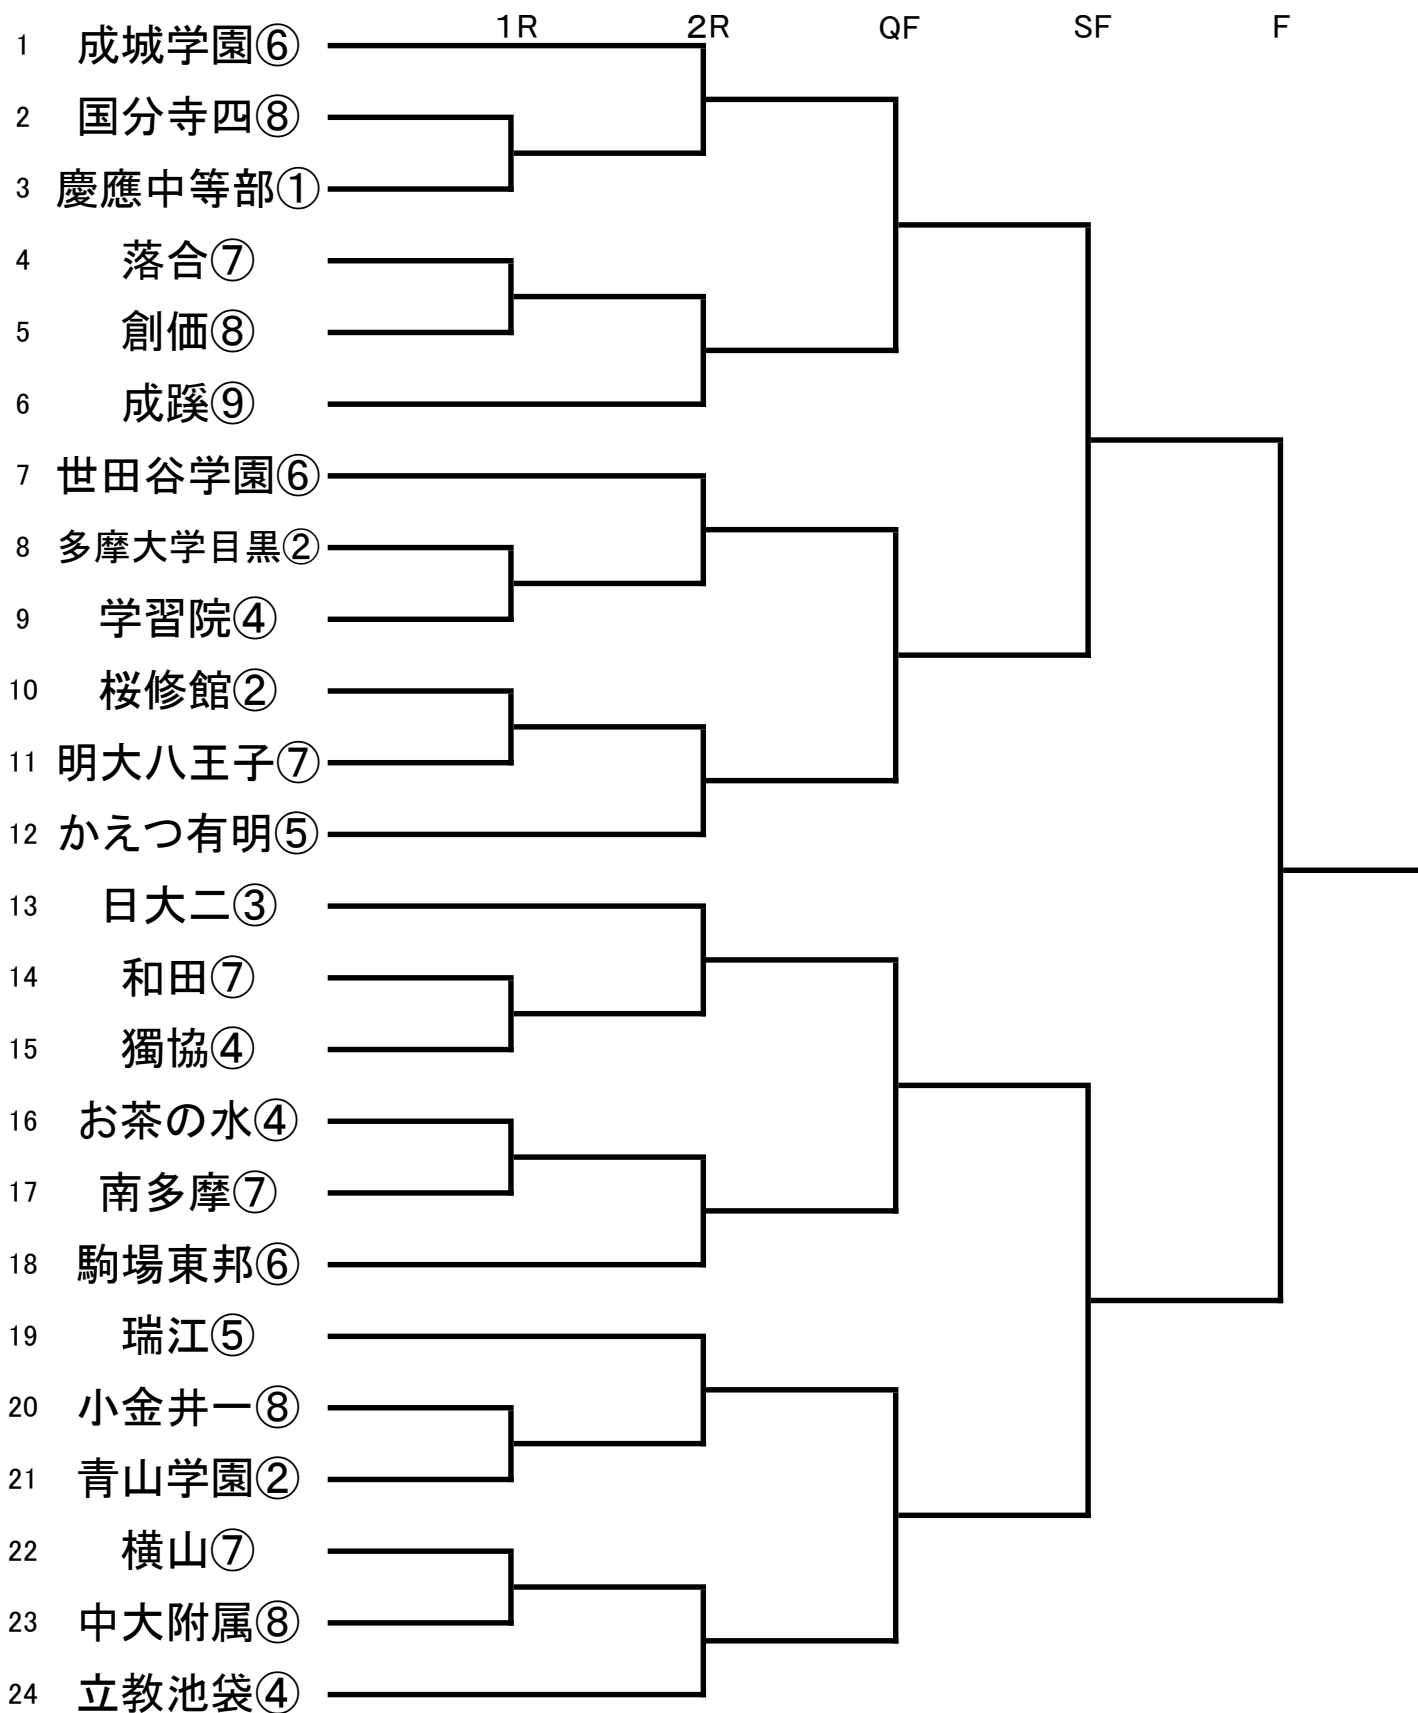 1R 2R QF SF F
1 成城学園⑥
2 国分寺四⑧
3 慶應中等部①
4 落合⑦
5 創価⑧
6 成蹊⑨
7 世田谷学園⑥
8 多摩大学目黒②
9 学習院④
10 桜修館②
11 明大八王子⑦
12 かえつ有明⑤
13 日大二③
14 和田⑦
15 獨協④
16 お茶の水④
17 南多摩⑦
18 駒場東邦⑥
19 瑞江⑤
20 小金井一⑧
21 青山学園②
22 横山⑦
23 中大附属⑧
24 立教池袋④